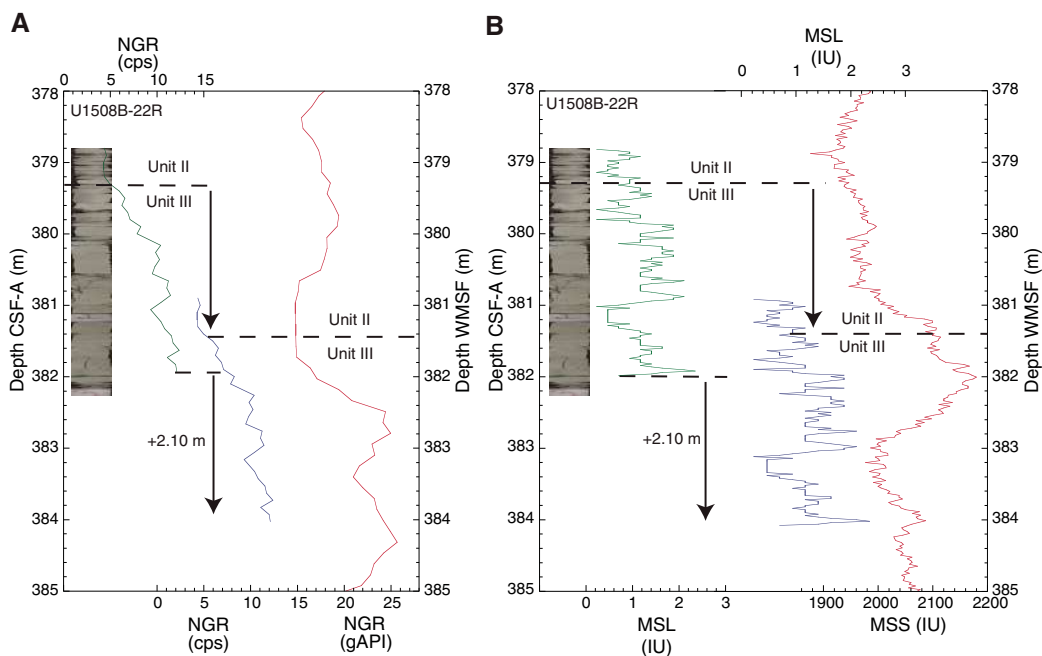 A
NGR
(cps)
0 5 10 15
U1508B-22R
378
379
380
381
382
383
384
385
Depth CSF-A (m)
Unit II
Unit III
Unit II
Unit III
+2.10 m
378
379
380
381
382
383
384
385
Depth WMSF (m)
0 5 10 15 20 25
NGR
(cps)
NGR
(gAPI)
B
MSL
(IU)
0 1 2 3
U1508B-22R
378
379
380
381
382
383
384
385
Depth CSF-A (m)
Unit II
Unit III
Unit II
Unit III
+2.10 m
378
379
380
381
382
383
384
385
Depth WMSF (m)
0 1 2 3
MSL
(IU)
1900 2000 2100 2200
MSS (IU)